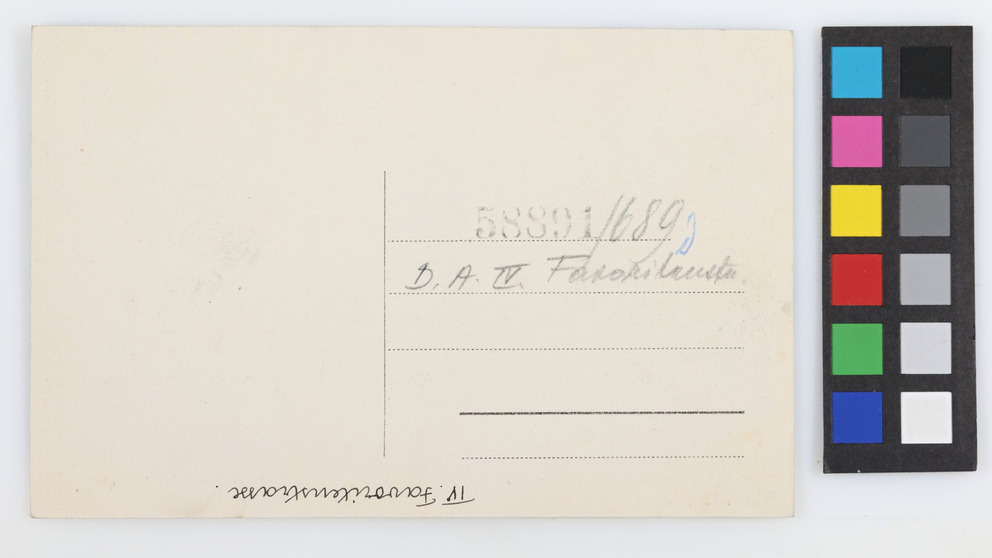 58891/689
D. A. IV. Favoritenstr.
IV. Favoritenstrasse.